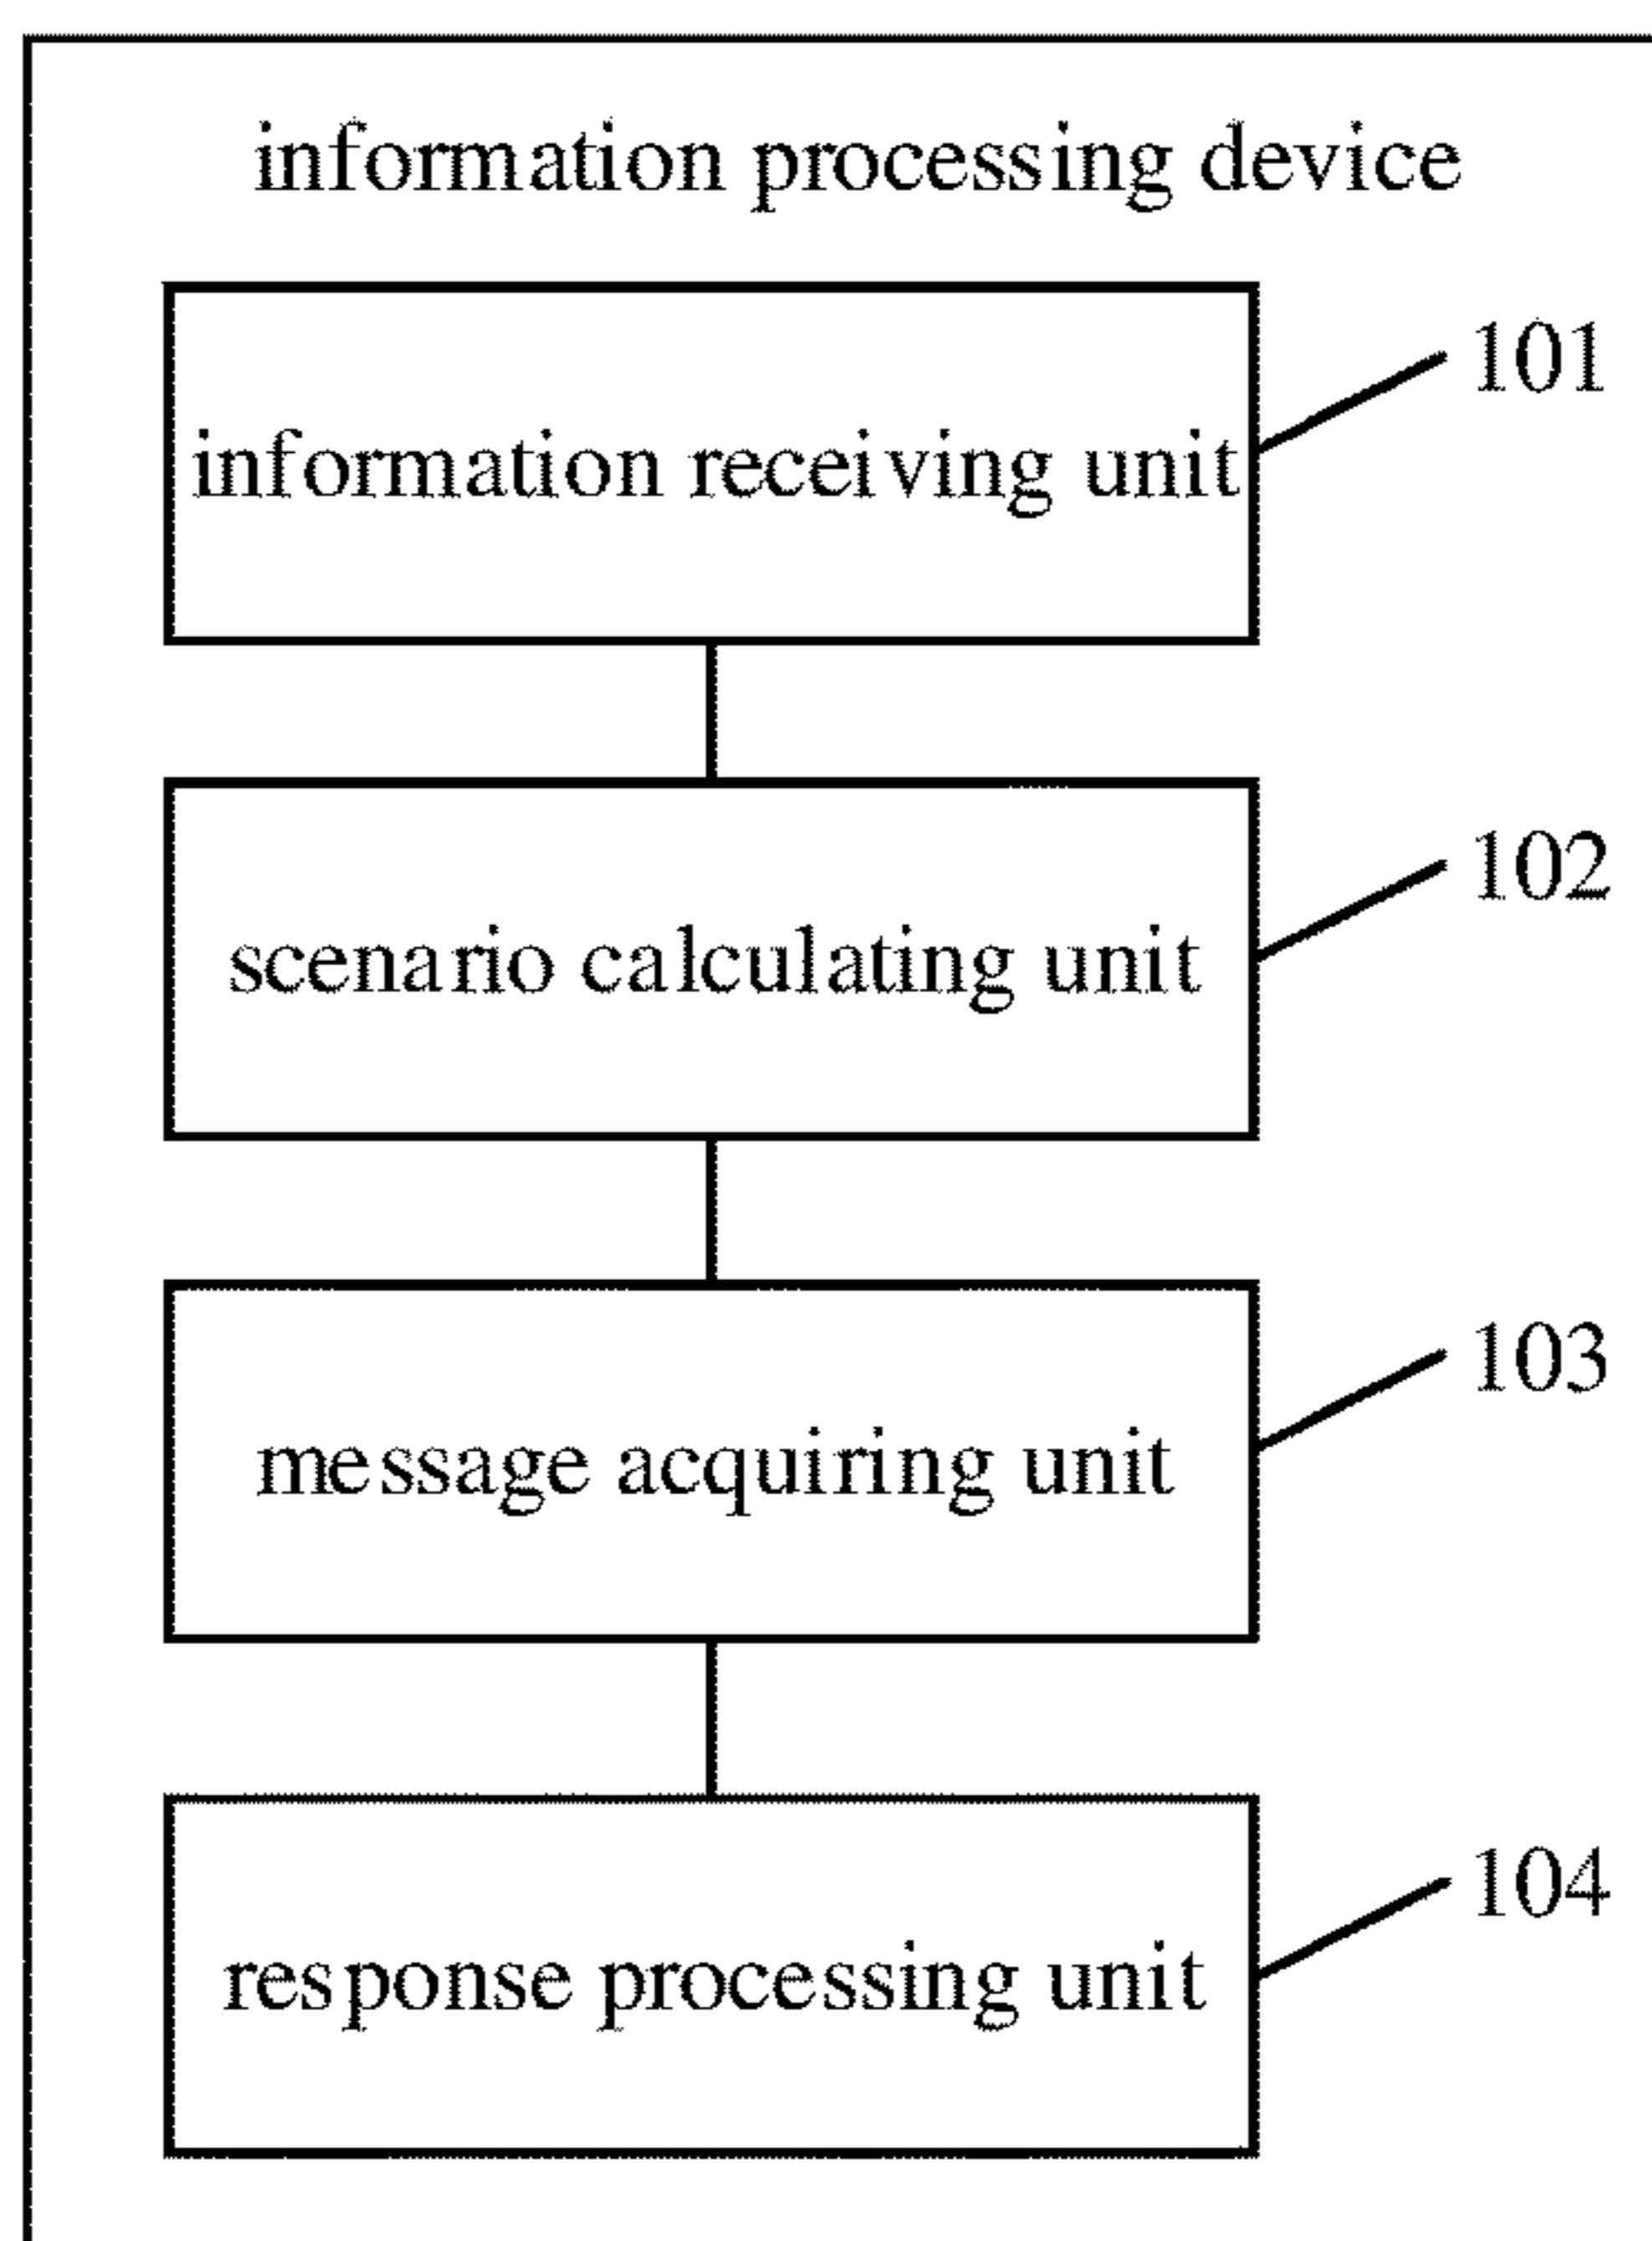 information processing device
information receiving unit
101
scenario calculating unit
102
message acquiring unit
103
response processing unit
104